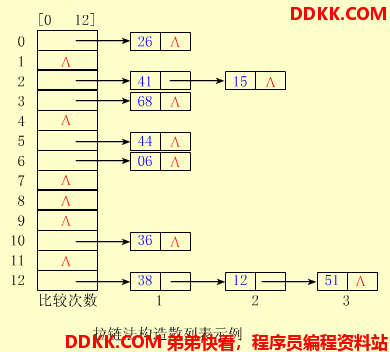 DDKK.COM
[0 12]
0 26 Λ
1 Λ
2 41 15 Λ
3 68 Λ
4 Λ
5 44 Λ
6 06 Λ
7 Λ
8 Λ
9 Λ
10 36 Λ
11 Λ
12 38 12 51 Λ
比较次数 1 2 3
拉链法构造散列表示例
DDKK.COM 弟弟快看，程序员编程资料站